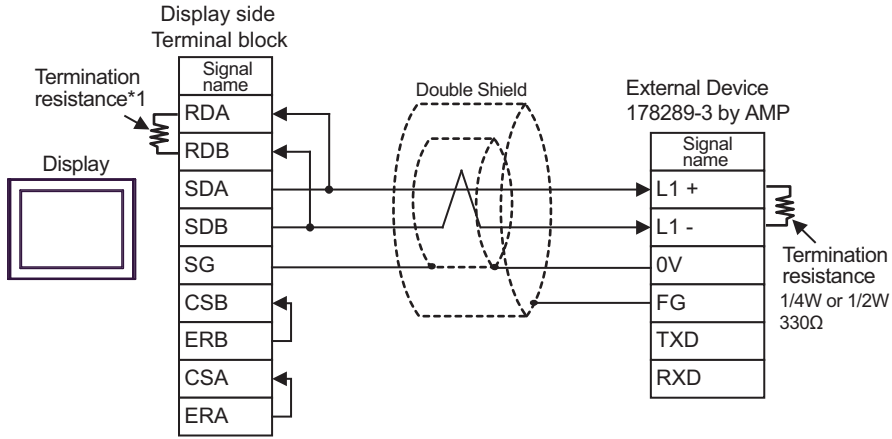 Display side
Terminal block
Termination
resistance*1
Display
Signal
name
RDA
RDB
SDA
SDB
SG
CSB
ERB
CSA
ERA
Double Shield
External Device
178289-3 by AMP
Signal
name
L1 +
L1 -
0V
FG
TXD
RXD
Termination
resistance
1/4W or 1/2W
330Ω